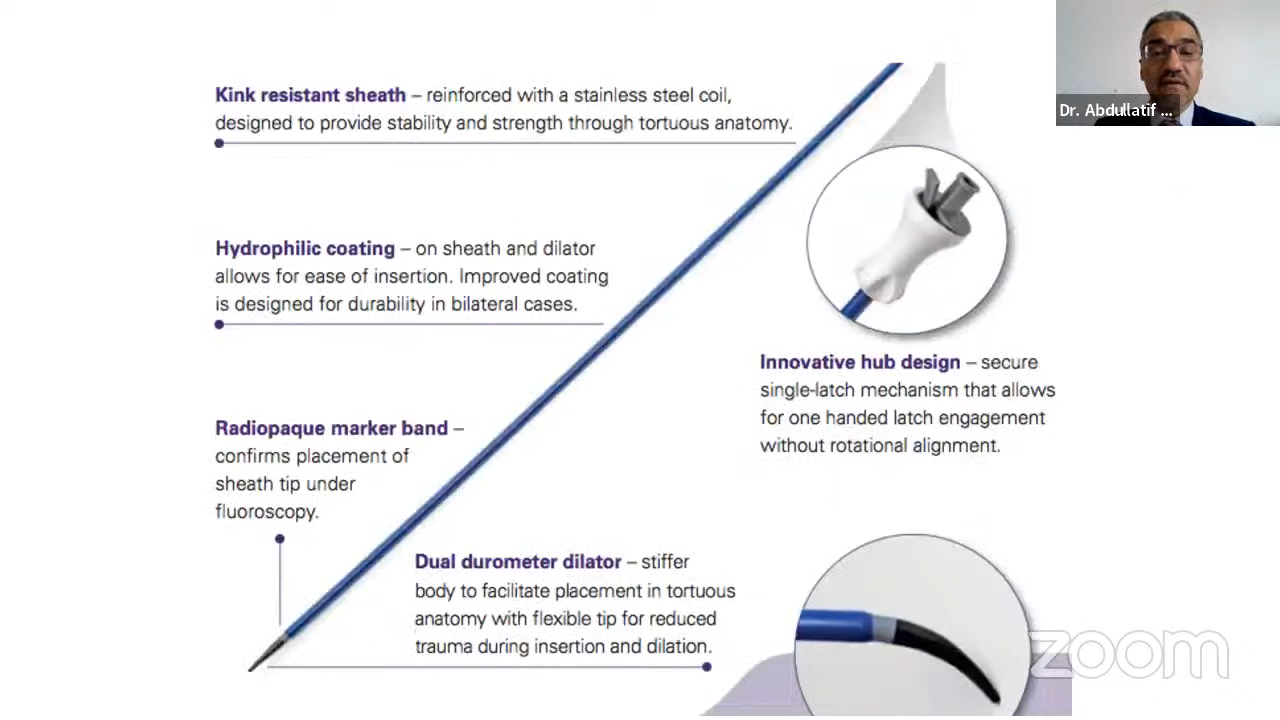 Kink resistant sheath – reinforced with a stainless steel coil,
designed to provide stability and strength through tortuous anatomy.
Hydrophilic coating – on sheath and dilator
allows for ease of insertion. Improved coating
is designed for durability in bilateral cases.
Radiopaque marker band –
confirms placement of
sheath tip under
fluoroscopy.
Dual durometer dilator – stiffer
body to facilitate placement in tortuous
anatomy with flexible tip for reduced
trauma during insertion and dilation.
Innovative hub design – secure
single-latch mechanism that allows
for one handed latch engagement
without rotational alignment.
Dr. Abdullatif ...
zoom